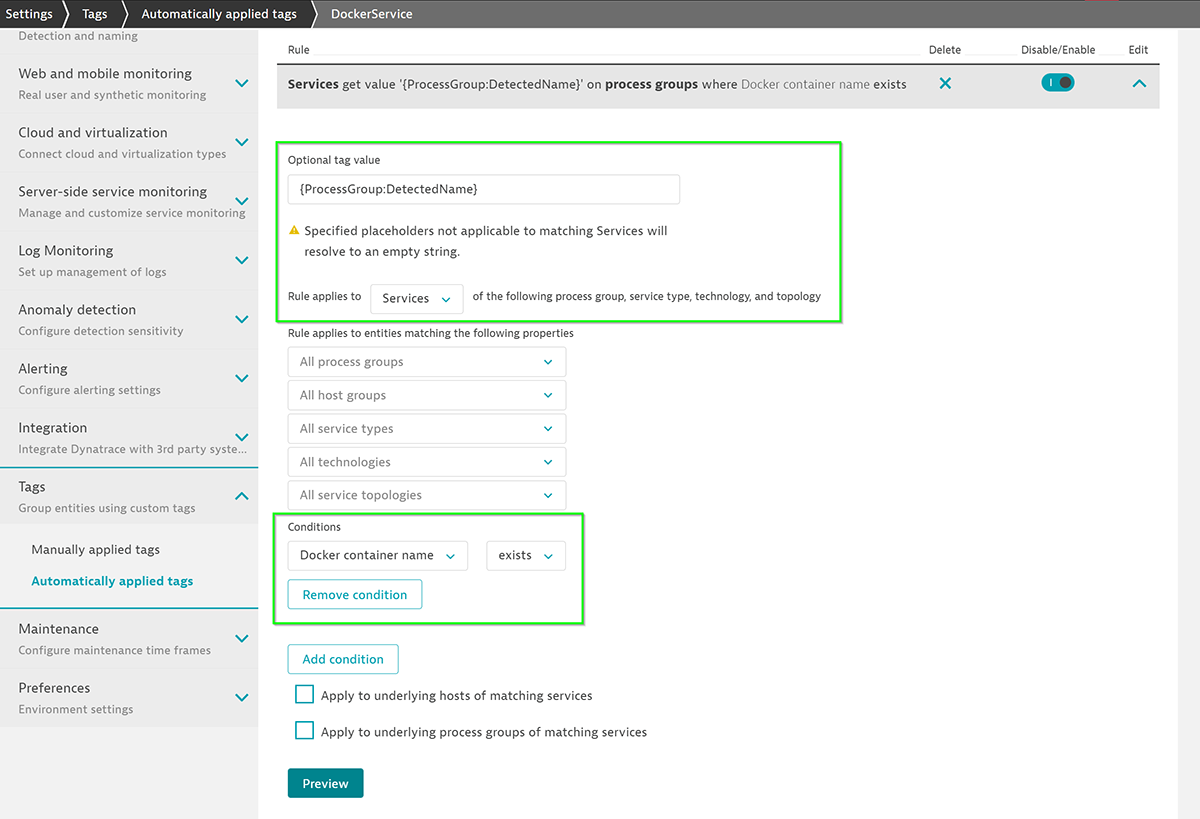 Settings Tags Automatically applied tags DockerService
Detection and naming
Web and mobile monitoring
Real user and synthetic monitoring
Cloud and virtualization
Connect cloud and virtualization types
Server-side service monitoring
Manage and customize service monitoring
Log Monitoring
Set up management of logs
Anomaly detection
Configure detection sensitivity
Alerting
Configure alerting settings
Integration
Integrate Dynatrace with 3rd party syste...
Tags
Group entities using custom tags
Manually applied tags
Automatically applied tags
Maintenance
Configure maintenance time frames
Preferences
Environment settings
Rule Delete Disable/Enable Edit
Services get value '{ProcessGroup:DetectedName}' on process groups where Docker container name exists
Optional tag value
{ProcessGroup:DetectedName}
Specified placeholders not applicable to matching Services will
resolve to an empty string.
Rule applies to Services of the following process group, service type, technology, and topology
Rule applies to entities matching the following properties
All process groups
All host groups
All service types
All technologies
All service topologies
Conditions
Docker container name exists
Remove condition
Add condition
Apply to underlying hosts of matching services
Apply to underlying process groups of matching services
Preview